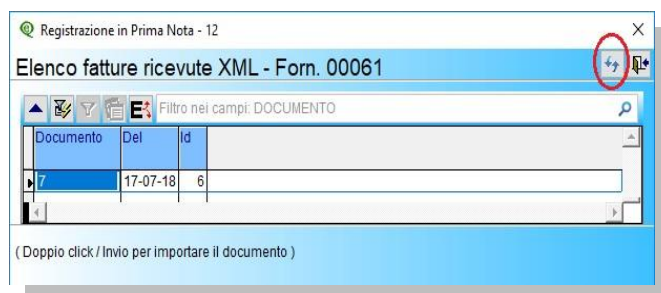 Registrazione in Prima Nota - 12
Elenco fatture ricevute XML - Forn. 00061
Filtro nei campi: DOCUMENTO
Documento Del Id
7 17-07-18 6
( Doppio click / Invio per importare il documento )